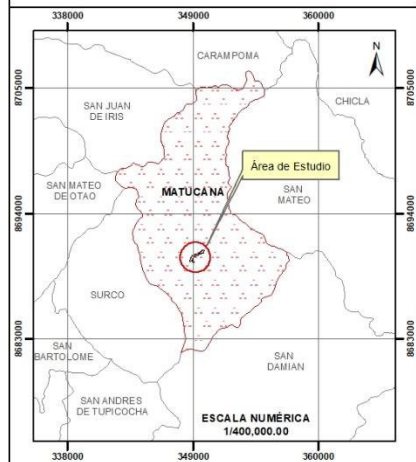 338000 349000 360000
CARAMPOMA
N
8705000 8705000
SAN JUAN
DE IRIS
CHICLA
Área de Estudio
SAN MATEO
DE OTAO
MATUCANA
SAN
MATEO
8694000 8694000
SURCO
8683000 8683000
SAN
BARTOLOME
SAN
DAMIAN
SAN ANDRES
DE TUPICOCHA
ESCALA NUMÉRICA
1/400,000.00
338000 349000 360000